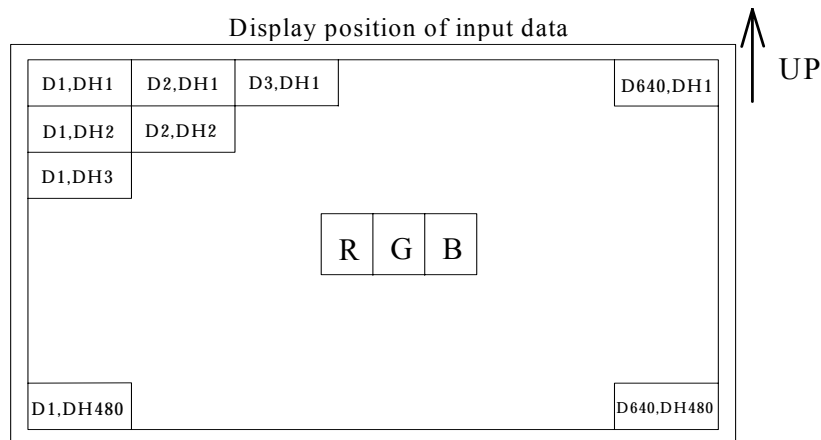 Display position of input data
UP
D1,DH1 D2,DH1 D3,DH1 D640,DH1
D1,DH2 D2,DH2
D1,DH3
R G B
D1,DH480 D640,DH480